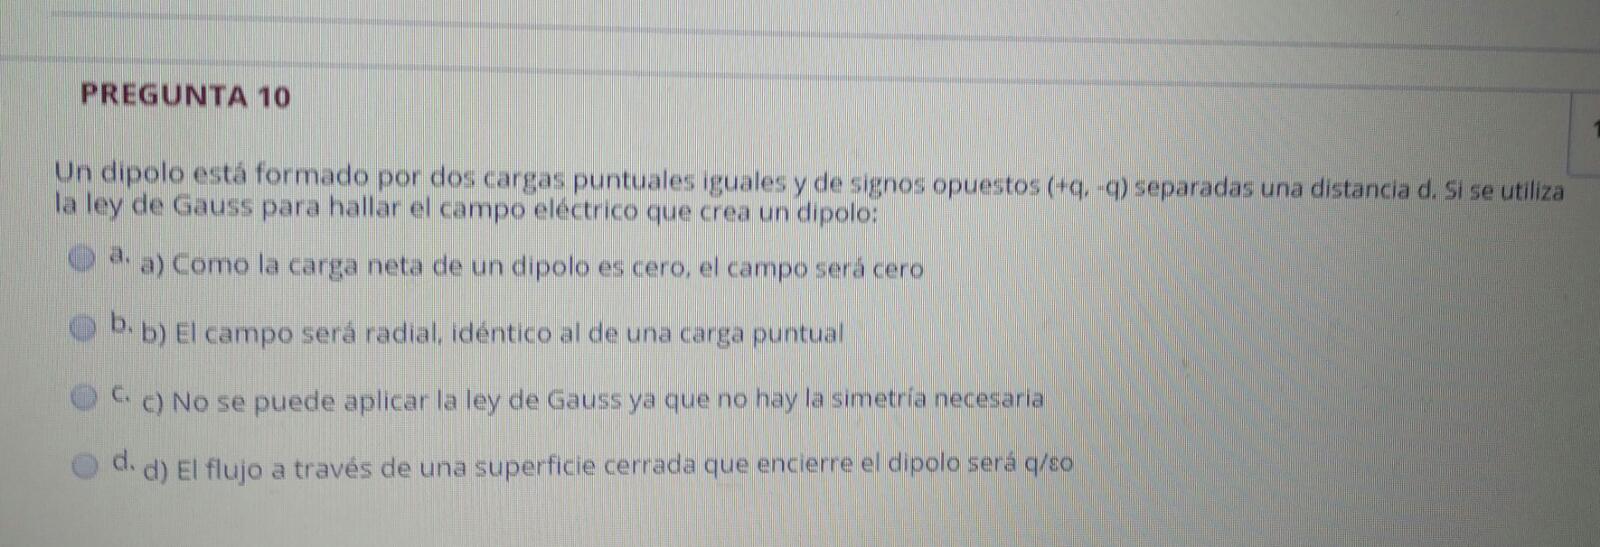 PREGUNTA 10
Un dipolo está formado por dos cargas puntuales iguales y de signos opuestos (+q, -q) separadas una distancia d. Si se utiliza
la ley de Gauss para hallar el campo eléctrico que crea un dipolo:
a. a) Como la carga neta de un dipolo es cero, el campo será cero
b. b) El campo será radial, idéntico al de una carga puntual
c. c) No se puede aplicar la ley de Gauss ya que no hay la simetría necesaria
d. d) El flujo a través de una superficie cerrada que encierre el dipolo será q/εo